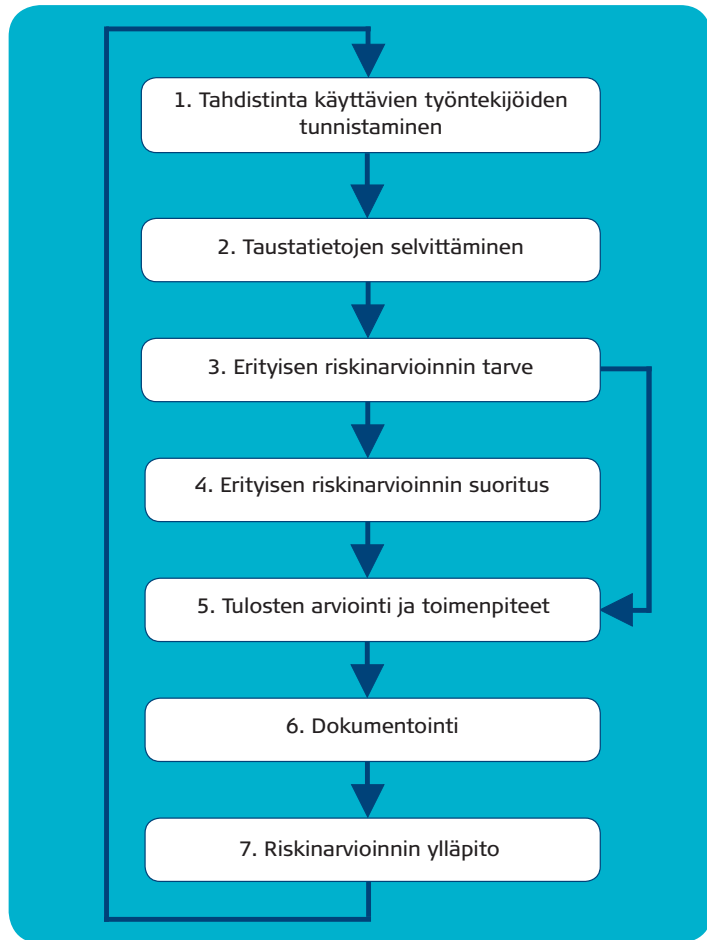 1. Tahdistinta käyttävien työntekijöiden
tunnistaminen
2. Taustatietojen selvittäminen
3. Erityisen riskinarvioinnin tarve
4. Erityisen riskinarvioinnin suoritus
5. Tulosten arviointi ja toimenpiteet
6. Dokumentointi
7. Riskinarvioinnin ylläpito